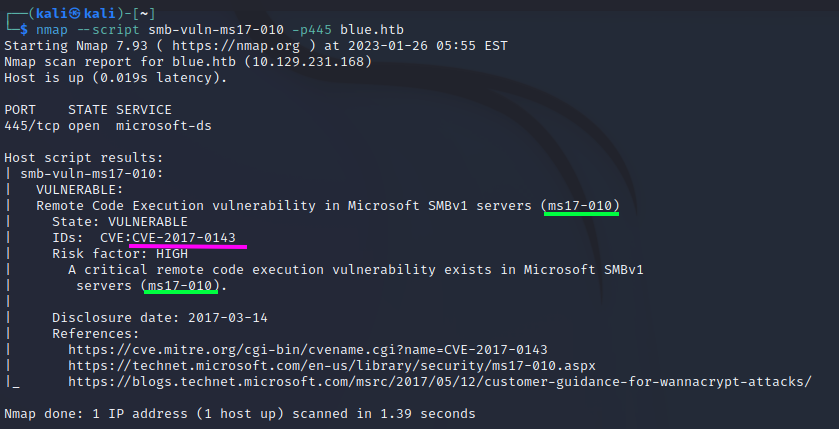 ┌──(kali㉿kali)-[~]
└─$ nmap --script smb-vuln-ms17-010 -p445 blue.htb
Starting Nmap 7.93 ( https://nmap.org ) at 2023-01-26 05:55 EST
Nmap scan report for blue.htb (10.129.231.168)
Host is up (0.019s latency).

PORT    STATE SERVICE
445/tcp open  microsoft-ds

Host script results:
| smb-vuln-ms17-010:
|   VULNERABLE:
|   Remote Code Execution vulnerability in Microsoft SMBv1 servers (ms17-010)
|     State: VULNERABLE
|     IDs:  CVE:CVE-2017-0143
|     Risk factor: HIGH
|       A critical remote code execution vulnerability exists in Microsoft SMBv1
|        servers (ms17-010).
|
|     Disclosure date: 2017-03-14
|     References:
|       https://cve.mitre.org/cgi-bin/cvename.cgi?name=CVE-2017-0143
|       https://technet.microsoft.com/en-us/library/security/ms17-010.aspx
|_      https://blogs.technet.microsoft.com/msrc/2017/05/12/customer-guidance-for-wannacrypt-attacks/

Nmap done: 1 IP address (1 host up) scanned in 1.39 seconds